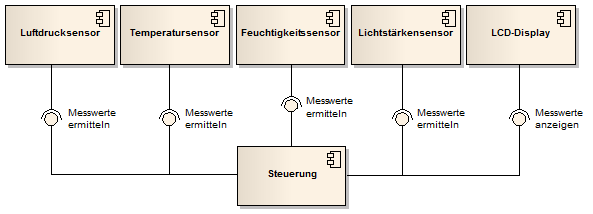 Luftdrucksensor
Temperatursensor
Feuchtigkeitssensor
Lichtstärkensensor
LCD-Display
Messwerte
ermitteln
Messwerte
ermitteln
Messwerte
ermitteln
Messwerte
ermitteln
Messwerte
anzeigen
Steuerung